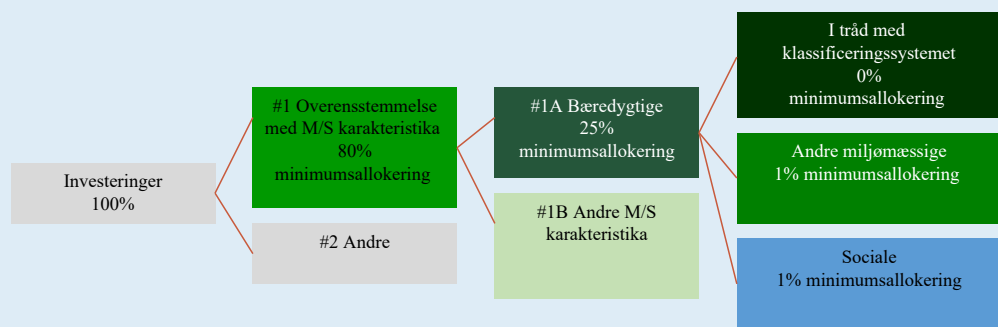 Investeringer
100%
#1 Overensstemmelse
med M/S karakteristika
80%
minimumsallokering
#2 Andre
#1A Bæredygtige
25%
minimumsallokering
#1B Andre M/S
karakteristika
I tråd med
klassificeringssystemet
0%
minimumsallokering
Andre miljømæssige
1% minimumsallokering
Sociale
1% minimumsallokering